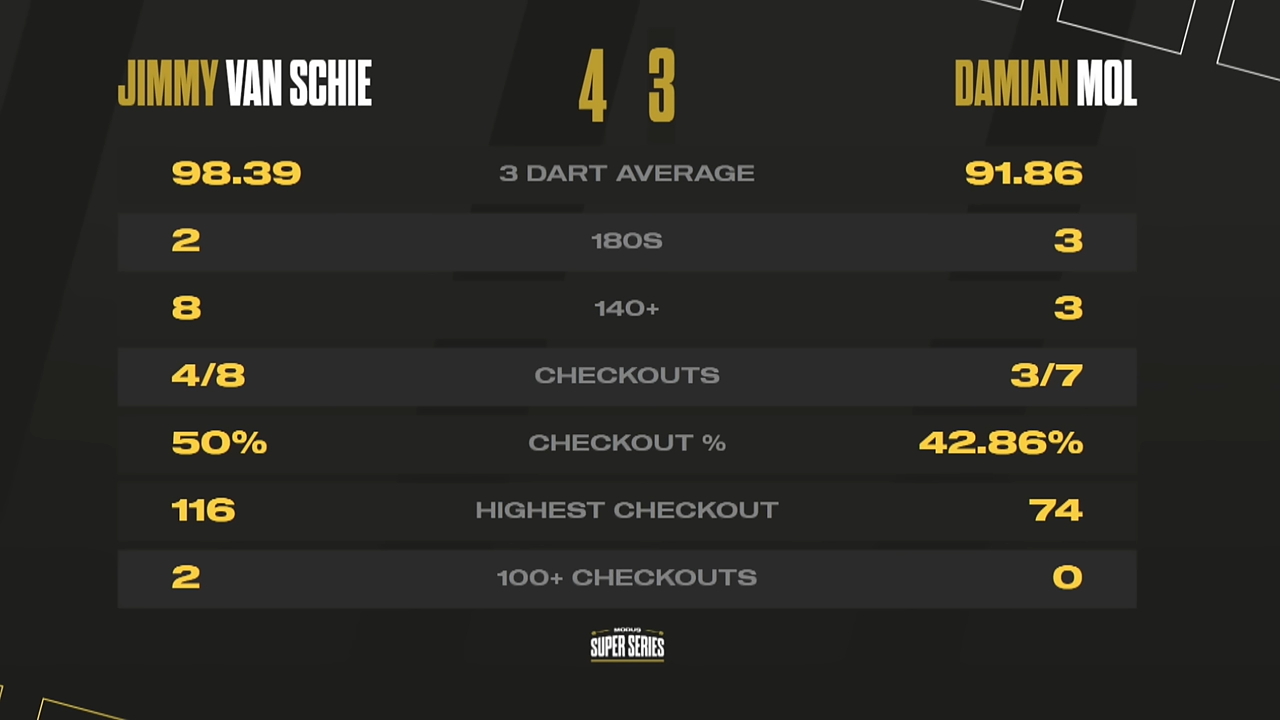 JIMMY VAN SCHIE 4 3 DAMIAN MOL
98.39 3 DART AVERAGE 91.86
2 180S 3
8 140+ 3
4/8 CHECKOUTS 3/7
50% CHECKOUT % 42.86%
116 HIGHEST CHECKOUT 74
2 100+ CHECKOUTS 0
MODUS
SUPER SERIES